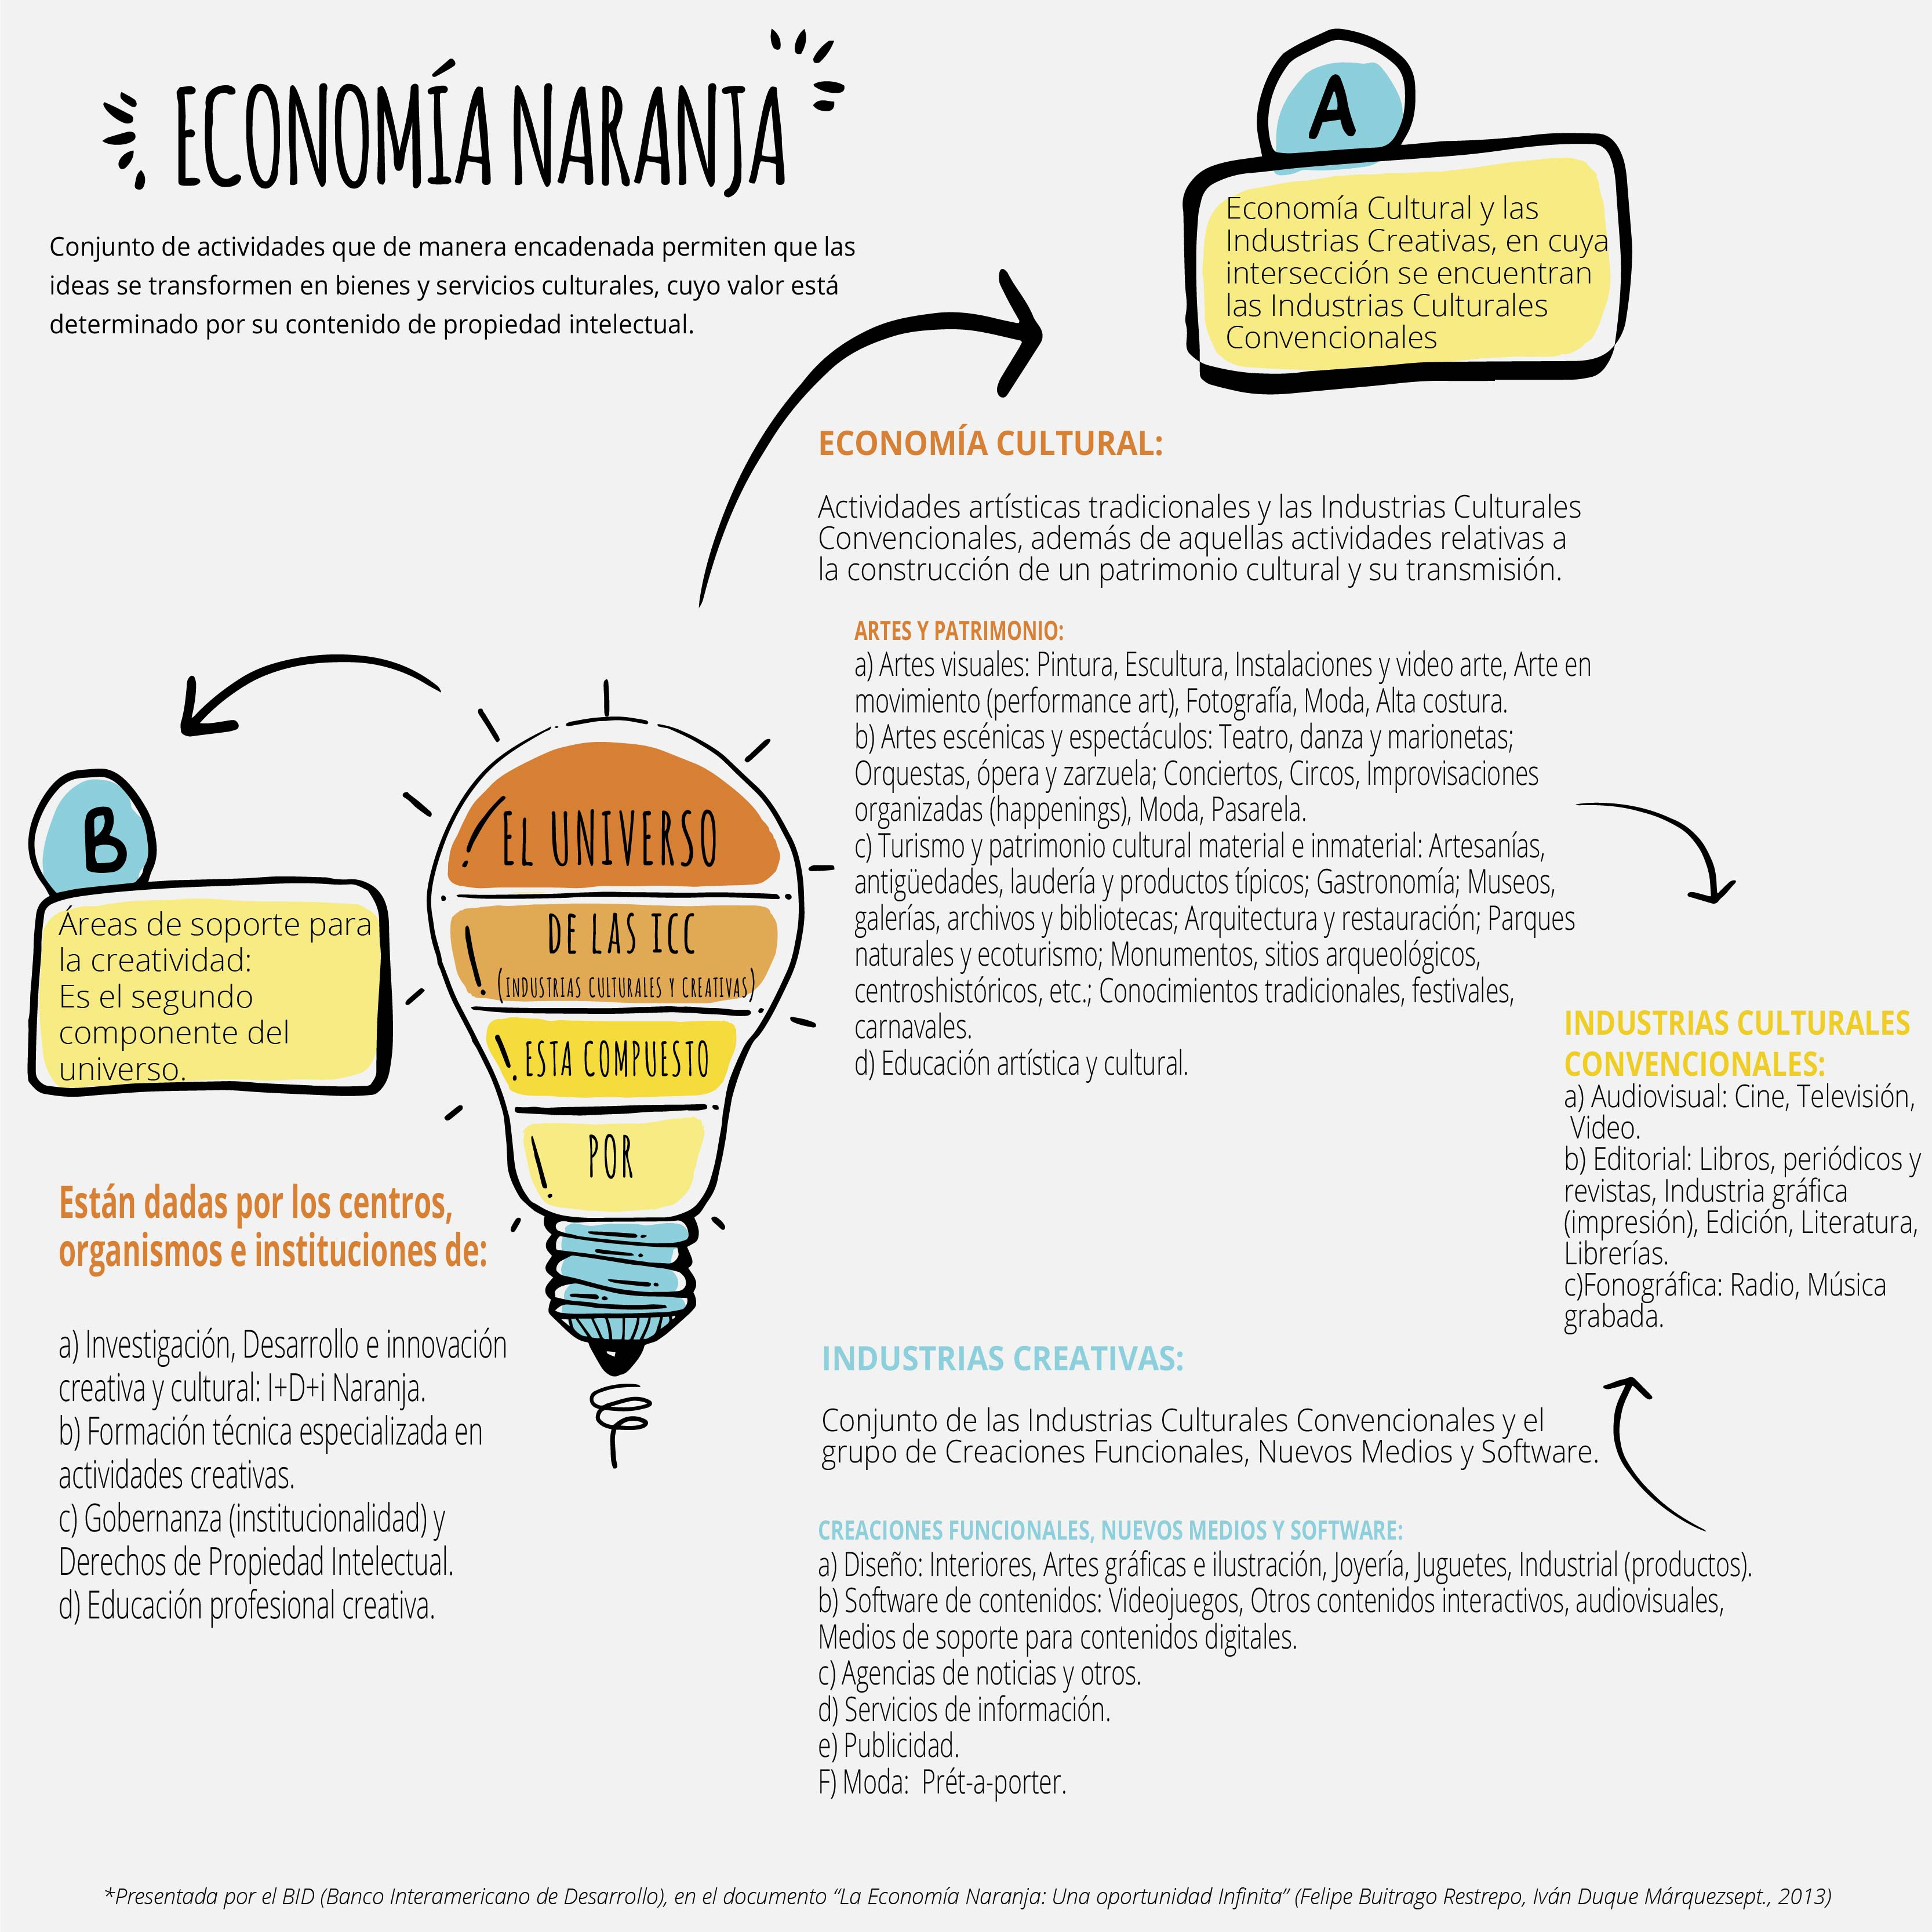 ECONOMÍA NARANJA
Conjunto de actividades que de manera encadenada permiten que las
ideas se transformen en bienes y servicios culturales, cuyo valor está
determinado por su contenido de propiedad intelectual.
A
Economía Cultural y las
Industrias Creativas, en cuya
intersección se encuentran
las Industrias Culturales
Convencionales
ECONOMÍA CULTURAL:
Actividades artísticas tradicionales y las Industrias Culturales
Convencionales, además de aquellas actividades relativas a
la construcción de un patrimonio cultural y su transmisión.
ARTES Y PATRIMONIO:
a) Artes visuales: Pintura, Escultura, Instalaciones y video arte, Arte en
movimiento (performance art), Fotografía, Moda, Alta costura.
b) Artes escénicas y espectáculos: Teatro, danza y marionetas;
Orquestas, ópera y zarzuela; Conciertos, Circos, Improvisaciones
organizadas (happenings), Moda, Pasarela.
c) Turismo y patrimonio cultural material e inmaterial: Artesanías,
antigüedades, laudería y productos típicos; Gastronomía; Museos,
galerías, archivos y bibliotecas; Arquitectura y restauración; Parques
naturales y ecoturismo; Monumentos, sitios arqueológicos,
centroshistóricos, etc.; Conocimientos tradicionales, festivales,
carnavales.
d) Educación artística y cultural.
EL UNIVERSO
DE LAS ICC
(INDUSTRIAS CULTURALES Y CREATIVAS)
ESTA COMPUESTO
POR
B
Áreas de soporte para
la creatividad:
Es el segundo
componente del
universo.
Están dadas por los centros,
organismos e instituciones de:
a) Investigación, Desarrollo e innovación
creativa y cultural: I+D+i Naranja.
b) Formación técnica especializada en
actividades creativas.
c) Gobernanza (institucionalidad) y
Derechos de Propiedad Intelectual.
d) Educación profesional creativa.
INDUSTRIAS CULTURALES
CONVENCIONALES:
a) Audiovisual: Cine, Televisión,
Video.
b) Editorial: Libros, periódicos y
revistas, Industria gráfica
(impresión), Edición, Literatura,
Librerías.
c)Fonográfica: Radio, Música
grabada.
INDUSTRIAS CREATIVAS:
Conjunto de las Industrias Culturales Convencionales y el
grupo de Creaciones Funcionales, Nuevos Medios y Software.
CREACIONES FUNCIONALES, NUEVOS MEDIOS Y SOFTWARE:
a) Diseño: Interiores, Artes gráficas e ilustración, Joyería, Juguetes, Industrial (productos).
b) Software de contenidos: Videojuegos, Otros contenidos interactivos, audiovisuales,
Medios de soporte para contenidos digitales.
c) Agencias de noticias y otros.
d) Servicios de información.
e) Publicidad.
F) Moda: Prét-a-porter.
*Presentada por el BID (Banco Interamericano de Desarrollo), en el documento “La Economía Naranja: Una oportunidad Infinita” (Felipe Buitrago Restrepo, Iván Duque Márquezsept., 2013)